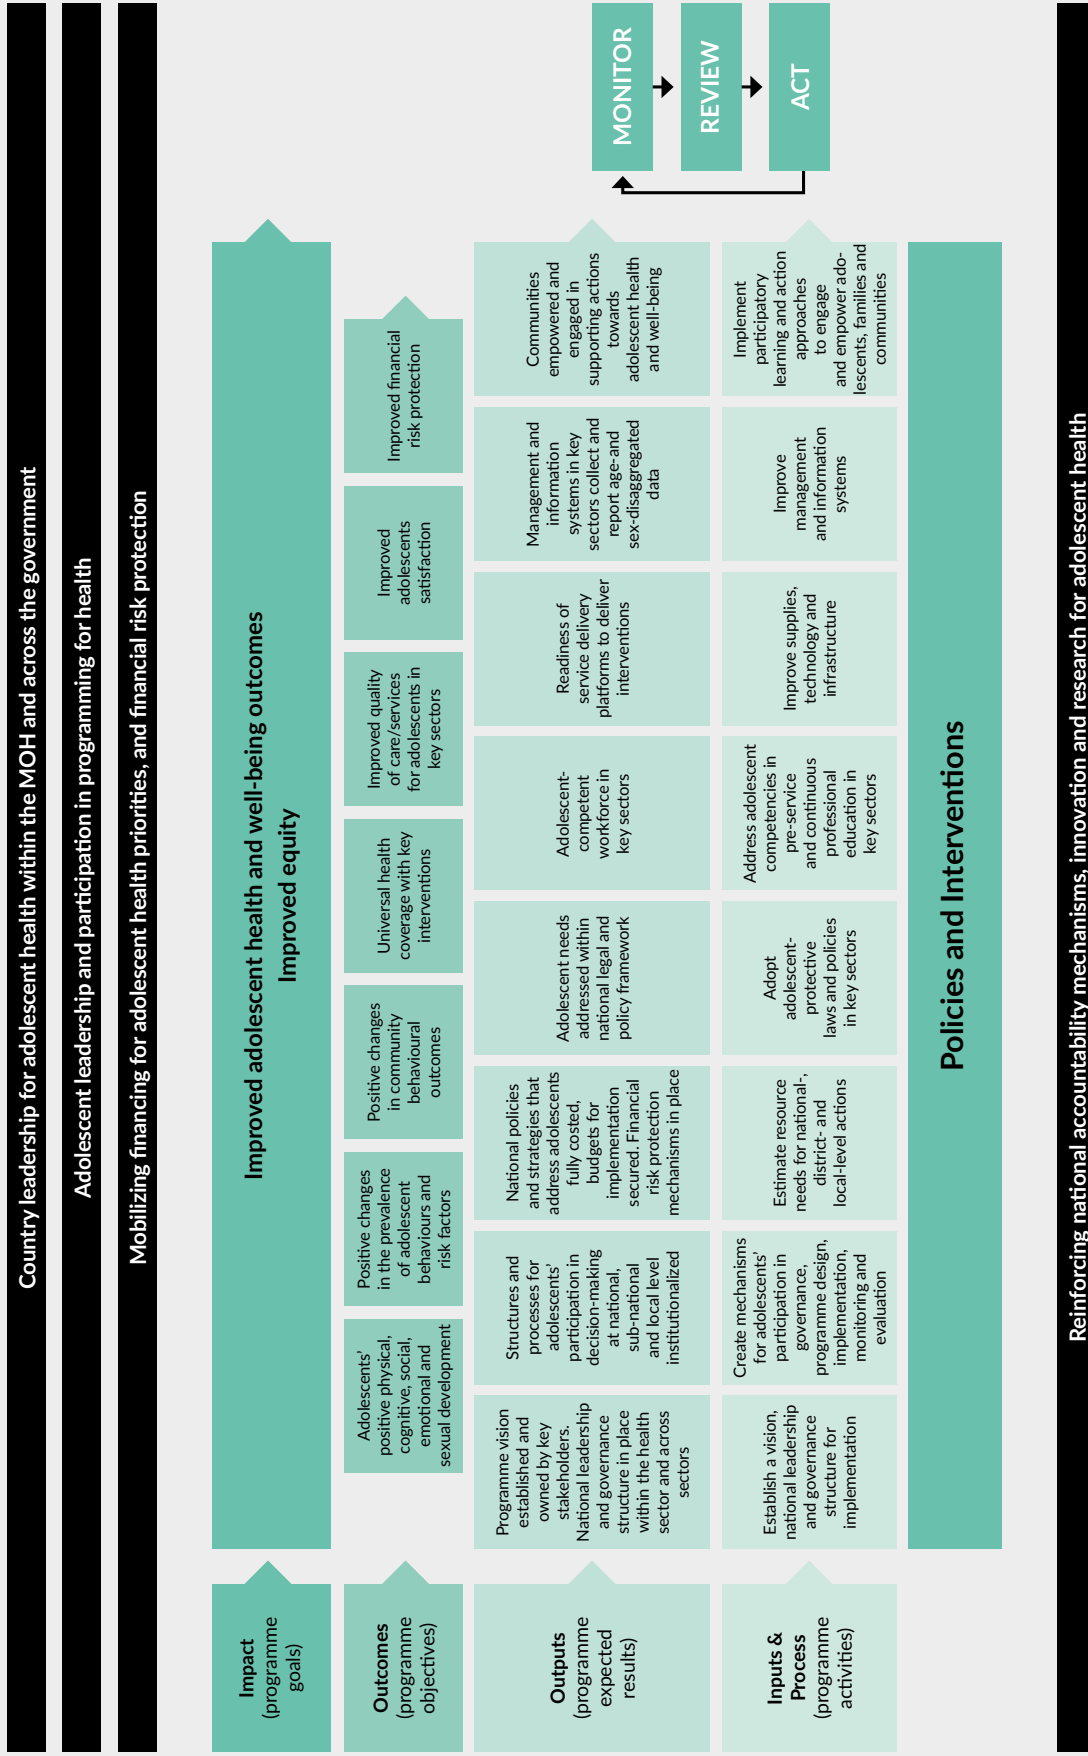 Country leadership for adolescent health within the MOH and across the government
Adolescent leadership and participation in programming for health
Mobilizing financing for adolescent health priorities, and financial risk protection
Impact
(programme
goals)
Improved adolescent health and well-being outcomes
Improved equity
Outcomes
(programme
objectives)
Adolescents’
positive physical,
cognitive, social,
emotional and
sexual development
Positive changes
in the prevalence
of adolescent
behaviours and
risk factors
Positive changes
in community
behavioural
outcomes
Universal health
coverage with key
interventions
Improved quality
of care/services
for adolescents in
key sectors
Improved
adolescents
satisfaction
Improved financial
risk protection
Outputs
(programme
expected
results)
Programme vision
established and
owned by key
stakeholders.
National leadership
and governance
structure in place
within the health
sector and across
sectors
Structures and
processes for
adolescents’
participation in
decision-making
at national,
sub-national
and local level
institutionalized
National policies
and strategies that
address adolescents
fully costed,
budgets for
implementation
secured. Financial
risk protection
mechanisms in place
Adolescent needs
addressed within
national legal and
policy framework
Adolescent-
competent
workforce in
key sectors
Readiness of
service delivery
platforms to deliver
interventions
Management and
information
systems in key
sectors collect and
report age-and
sex-disaggregated
data
Communities
empowered and
engaged in
supporting actions
towards
adolescent health
and well-being
Inputs &
Process
(programme
activities)
Establish a vision,
national leadership
and governance
structure for
implementation
Create mechanisms
for adolescents’
participation in
governance,
programme design,
implementation,
monitoring and
evaluation
Estimate resource
needs for national-,
district- and
local-level actions
Adopt
adolescent-
protective
laws and policies
in key sectors
Address adolescent
competencies in
pre-service
and continuous
professional
education in
key sectors
Improve supplies,
technology and
infrastructure
Improve
management
and information
systems
Implement
participatory
learning and action
approaches
to engage
and empower ado-
lescents, families and
communities
Policies and Interventions
MONITOR
REVIEW
ACT
Reinforcing national accountability mechanisms, innovation and research for adolescent health